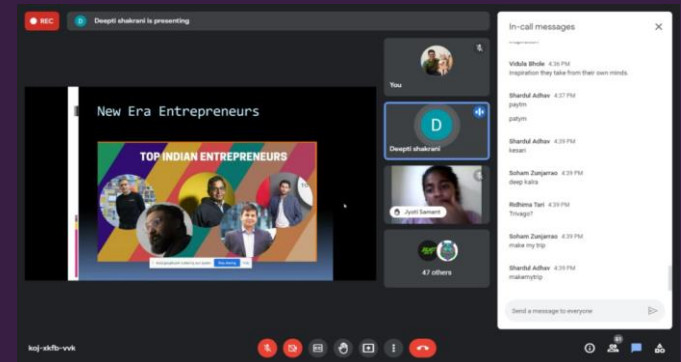 REC
D
Deepti shakrani is presenting
New Era Entrepreneurs
TOP INDIAN ENTREPRENEURS
Stop sharing
Hide
You
D
Deepti shakrani
Jyoti Samant
47 others
In-call messages
Vidula Bhole 4:36 PM
Inspiration they take from their own minds.
Shardul Adhav 4:37 PM
paytm
patym
Shardul Adhav 4:39 PM
kesari
Soham Zunjarrao 4:39 PM
deep kalra
Ridhima Tari 4:39 PM
Trivago?
Soham Zunjarrao 4:39 PM
make my trip
Shardul Adhav 4:39 PM
makemytrip
Send a message to everyone
koj-xkfb-vvk